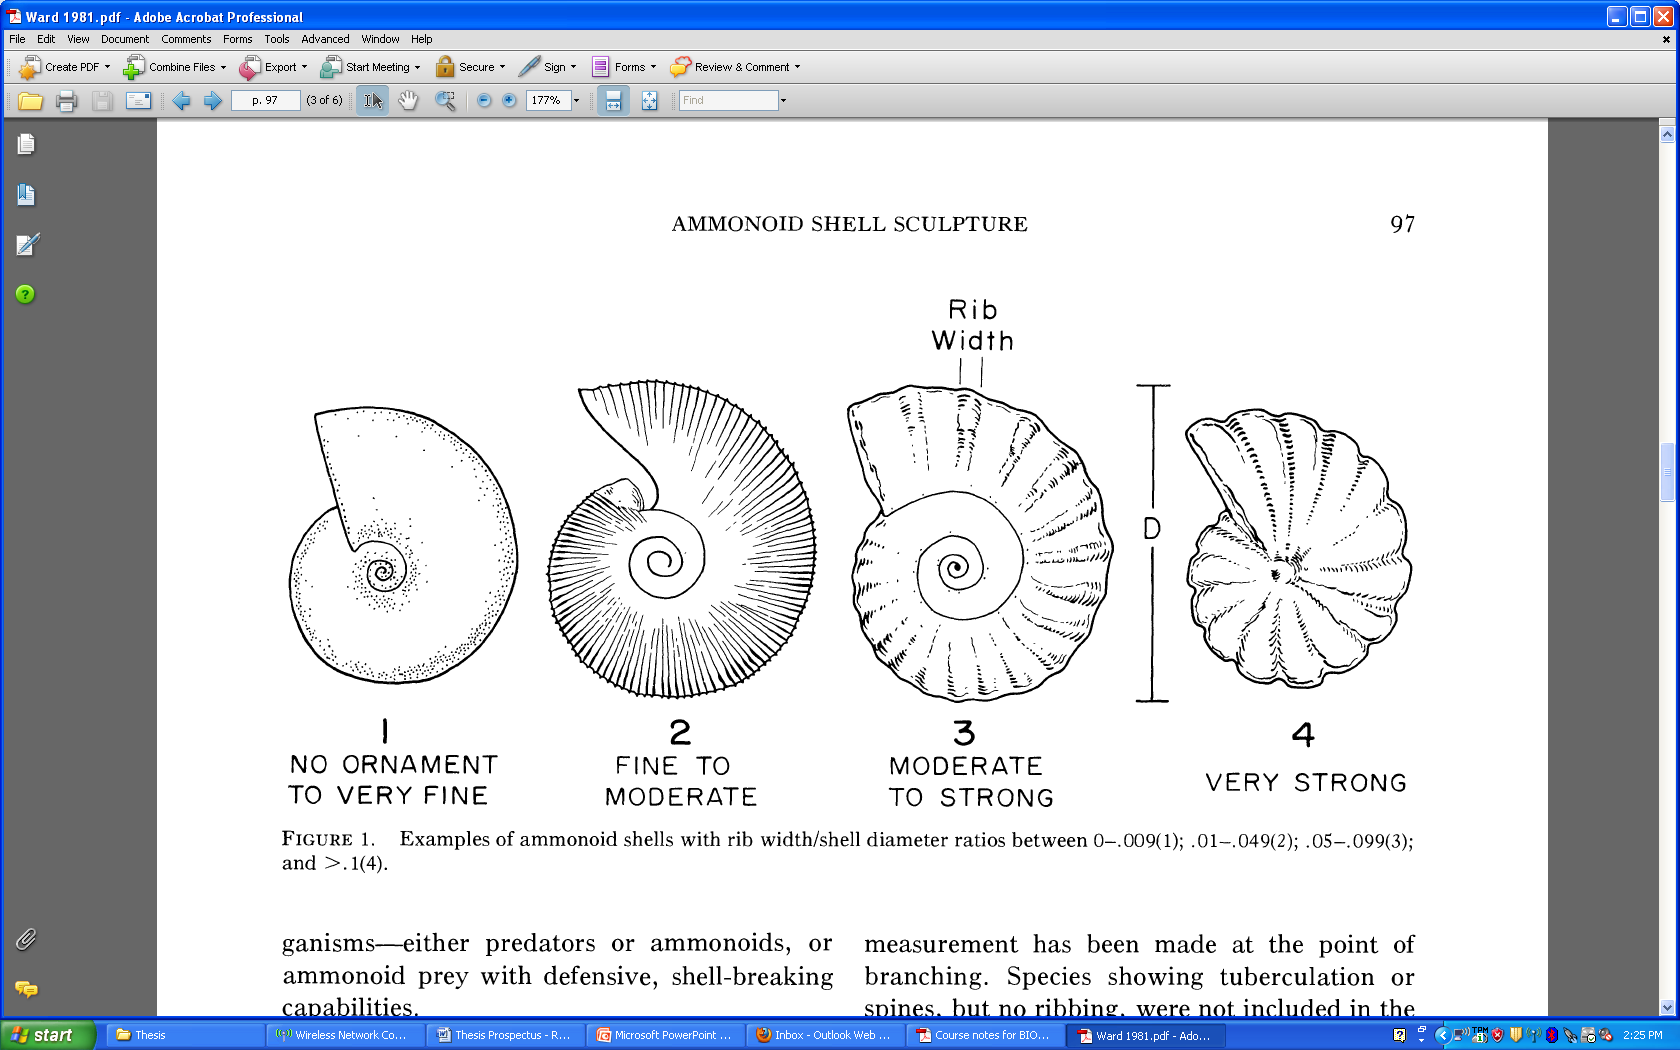 Ward 1981.pdf - Adobe Acrobat Professional
File Edit View Document Comments Forms Tools Advanced Window Help
Create PDF Combine Files Export Start Meeting Secure Sign Forms Review & Comment
p. 97 (3 of 6) 177% Find
AMMONOID SHELL SCULPTURE 97
Rib
Width
D
1 2 3 4
NO ORNAMENT
TO VERY FINE
FINE TO
MODERATE
MODERATE
TO STRONG
VERY STRONG
FIGURE 1. Examples of ammonoid shells with rib width/shell diameter ratios between 0–.009(1); .01–.049(2); .05–.099(3);
and >.1(4).
ganisms—either predators or ammonoids, or
ammonoid prey with defensive, shell-breaking
capabilities.
measurement has been made at the point of
branching. Species showing tuberculation or
spines, but no ribbing, were not included in the
start Thesis Wireless Network Co... Thesis Prospectus - R... Microsoft PowerPoint ... Inbox - Outlook Web ... Course notes for BIO... Ward 1981.pdf - Ado... 2:25 PM